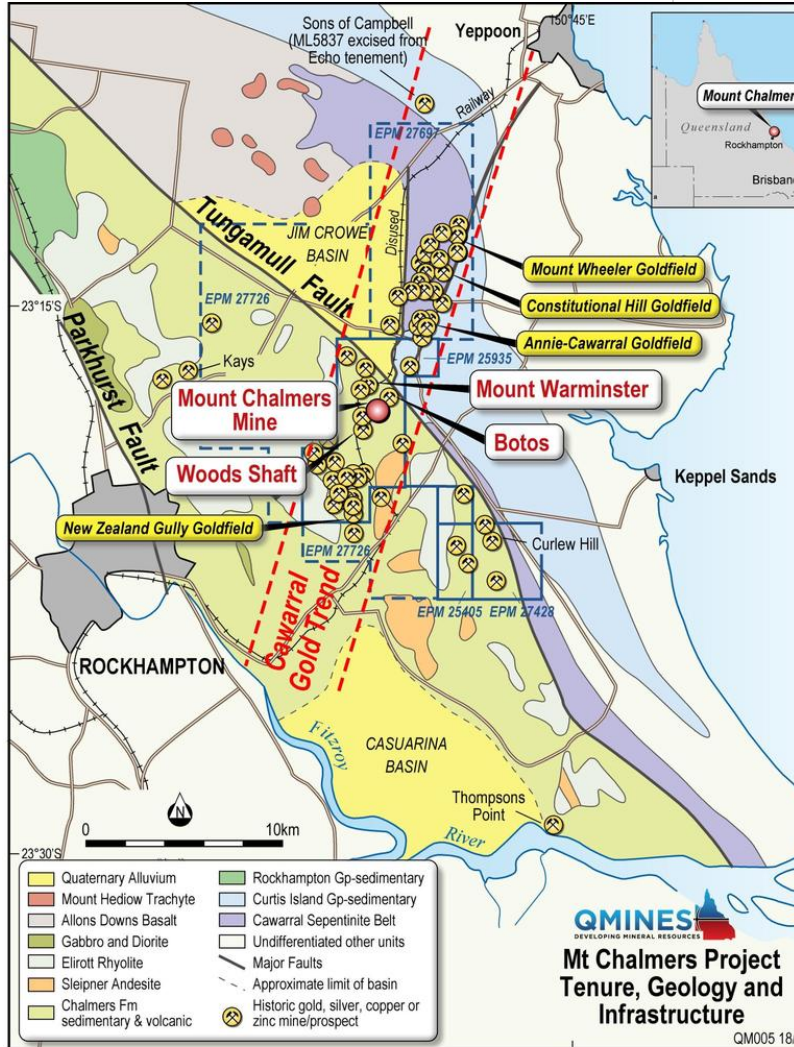 Sons of Campbell
(ML5837 excised from
Echo tenement)
Yeppoon
150°45'E
Mount Chalmer
Queensland
Rockhampton
Brisban
Railway
EPM 27697
Tungamull Fault
JIM CROWE
BASIN
Disused
Mount Wheeler Goldfield
Constitutional Hill Goldfield
Annie-Cawarral Goldfield
23°15'S
EPM 27726
Kays
EPM 25935
Parkhurst Fault
Mount Chalmers
Mine
Mount Warminster
Botos
Woods Shaft
Keppel Sands
New Zealand Gully Goldfield
EPM 27726
Curlew Hill
EPM 25405
EPM 27428
Cawarral
Gold Trend
ROCKHAMPTON
Fitzroy
River
CASUARINA
BASIN
Thompsons
Point
N
0
10km
23°30'S
Quaternary Alluvium
Mount Hediow Trachyte
Allons Downs Basalt
Gabbro and Diorite
Elirott Rhyolite
Sleipner Andesite
Chalmers Fm
sedimentary & volcanic
Rockhampton Gp-sedimentary
Curtis Island Gp-sedimentary
Cawarral Sepentinite Belt
Undifferentiated other units
Major Faults
Approximate limit of basin
Historic gold, silver, copper or
zinc mine/prospect
QMINES
DEVELOPING MINERAL RESOURCES
Mt Chalmers Project
Tenure, Geology and
Infrastructure
QM005 18/